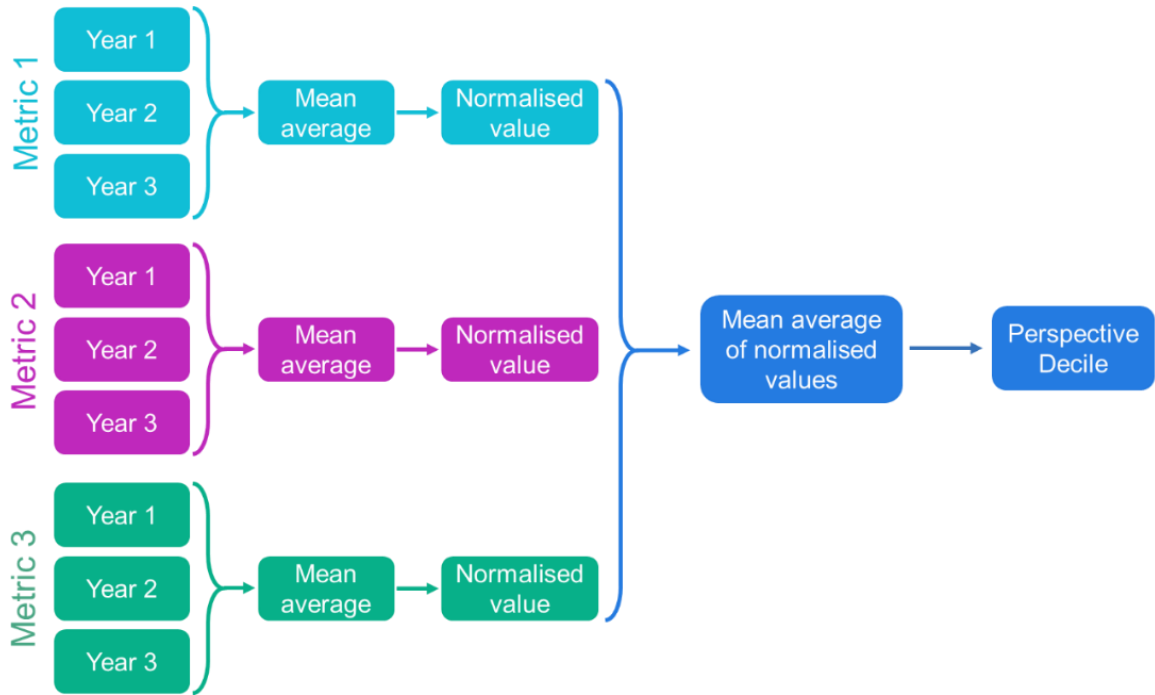 Metric 1
Year 1
Year 2
Year 3
Mean
average
Normalised
value
Metric 2
Year 1
Year 2
Year 3
Mean
average
Normalised
value
Metric 3
Year 1
Year 2
Year 3
Mean
average
Normalised
value
Mean average
of normalised
values
Perspective
Decile